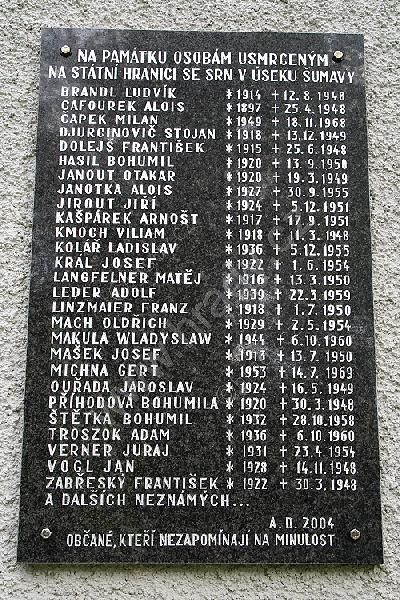 NA PAMÁTKU OSOBÁM USMRCENÝM
NA STÁTNÍ HRANICI SE SRN V ÚSEKU ŠUMAVY
BRANDL LUDVÍK * 1914 + 12.8.1948
CAFOUREK ALOIS * 1897 + 25.4.1948
ČAPEK MILAN * 1949 + 18.11.1968
DJURCINOVIČ STOJAN * 1918 + 13.12.1949
DOLEJŠ FRANTIŠEK * 1915 + 25.6.1948
HASIL BOHUMIL * 1920 + 13.9.1950
JANOUT OTAKAR * 1920 + 19.3.1949
JANOTKA ALOIS * 1927 + 30.9.1955
JIROUT JIŘÍ * 1924 + 5.12.1951
KAŠPÁREK ARNOŠT * 1917 + 17.9.1951
KMOCH VILIAM * 1918 + 11.3.1948
KOLÁŘ LADISLAV * 1936 + 5.12.1955
KRÁL JOSEF * 1922 + 1.6.1954
LANGFELNER MATĚJ * 1916 + 13.3.1950
LEDER ADOLF * 1939 + 22.3.1959
LINZMAIER FRANZ * 1918 + 1.7.1950
MACH OLDŘICH * 1929 + 2.5.1954
MAKULA WLADYSLAW * 1944 + 6.10.1960
MAŠEK JOSEF * 1913 + 13.7.1950
MICHNA GERT * 1953 + 14.7.1969
OUŘADA JAROSLAV * 1924 + 16.5.1949
PŘÍHODOVÁ BOHUMILA * 1920 + 30.3.1948
ŠTĚTKA BOHUMIL * 1932 + 28.10.1958
TROSZOK ADAM * 1936 + 6.10.1960
VERNER JURAJ * 1931 + 23.4.1954
VOGL JAN * 1928 + 14.11.1948
ZÁBĚSKÝ FRANTIŠEK * 1922 + 30.3.1948
A DALŠÍCH NEZNÁMÝCH...
A.D. 2004
OBČANÉ, KTEŘÍ NEZAPOMÍNAJÍ NA MINULOST